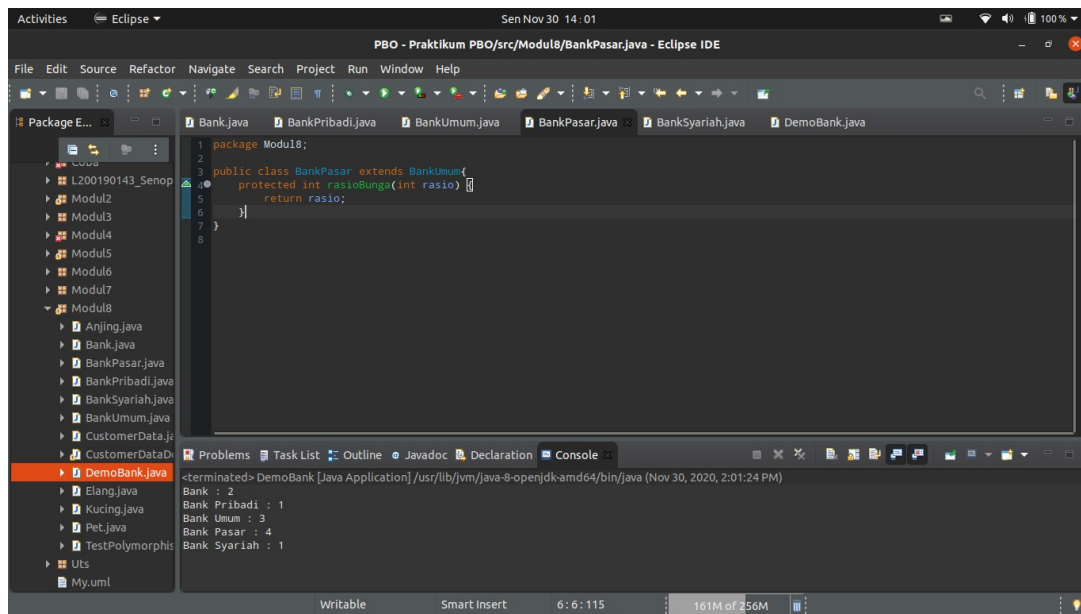 Activities Eclipse Sen Nov 30 14:01 100 %
PBO - Praktikum PBO/src/Modul8/BankPasar.java - Eclipse IDE
File Edit Source Refactor Navigate Search Project Run Window Help
Package E...
Bank.java BankPribadi.java BankUmum.java BankPasar.java BankSyariah.java DemoBank.java
L200190143_Senop
Modul2
Modul3
Modul4
Modul5
Modul6
Modul7
Modul8
Anjing.java
Bank.java
BankPasar.java
BankPribadi.java
BankSyariah.java
BankUmum.java
CustomerData.ja
CustomerDataDe
DemoBank.java
Elang.java
Kucing.java
Pet.java
TestPolymorphis
Uts
My.uml
1 package Modul8;
2
3 public class BankPasar extends BankUmum{
4 protected int rasioBunga(int rasio) {
5 return rasio;
6 }
7 }
8
Problems Task List Outline Javadoc Declaration Console
<terminated> DemoBank [Java Application] /usr/lib/jvm/java-8-openjdk-amd64/bin/java (Nov 30, 2020, 2:01:24 PM)
Bank : 2
Bank Pribadi : 1
Bank Umum : 3
Bank Pasar : 4
Bank Syariah : 1
Writable Smart Insert 6:6:115 161M of 256M